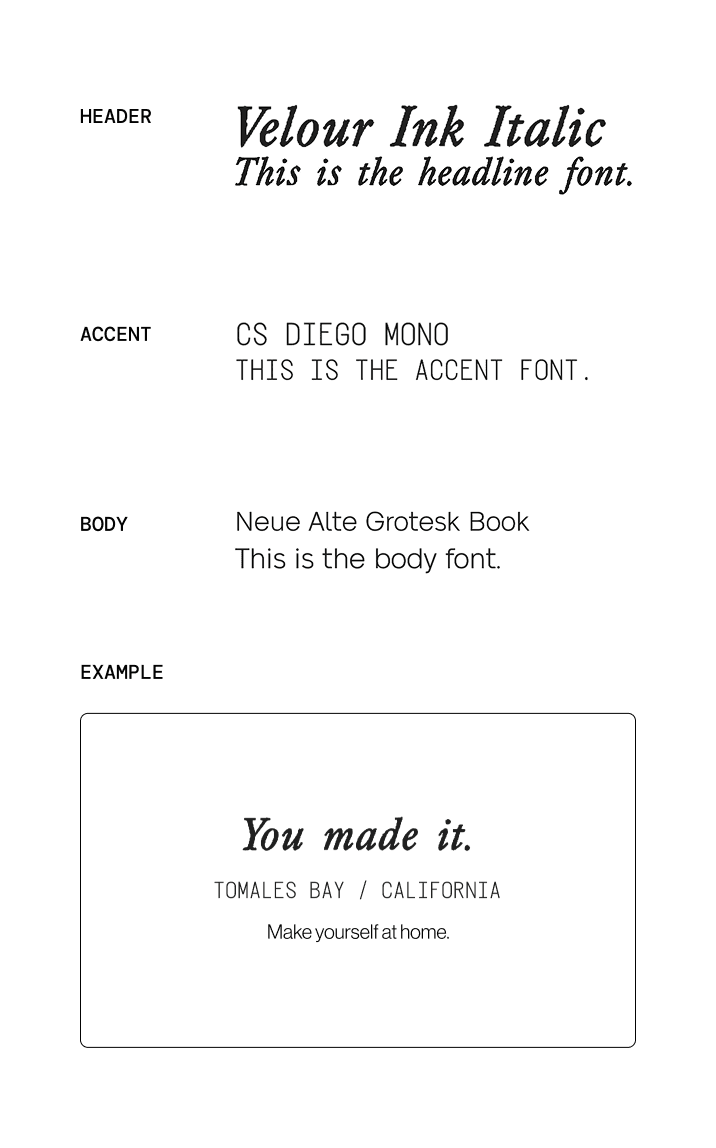 HEADER
Velour Ink Italic
This is the headline font.
ACCENT
CS DIEGO MONO
THIS IS THE ACCENT FONT.
BODY
Neue Alte Grotesk Book
This is the body font.
EXAMPLE
You made it.
TOMALES BAY / CALIFORNIA
Make yourself at home.